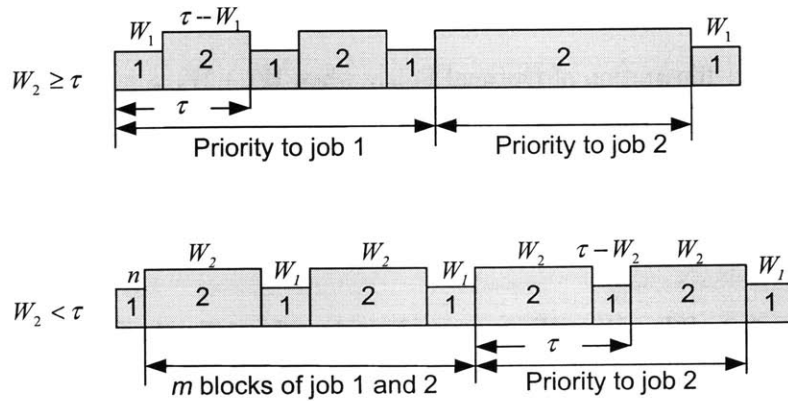 W₁ τ−W₁ W₁
1 2 1 2 1 2 1
W₂ ≥ τ
τ
Priority to job 1 Priority to job 2
n W₂ W₁ W₂ W₁ W₂ τ−W₂ W₂ W₁
1 2 1 2 1 2 1 2 1
W₂ < τ
τ
m blocks of job 1 and 2 Priority to job 2